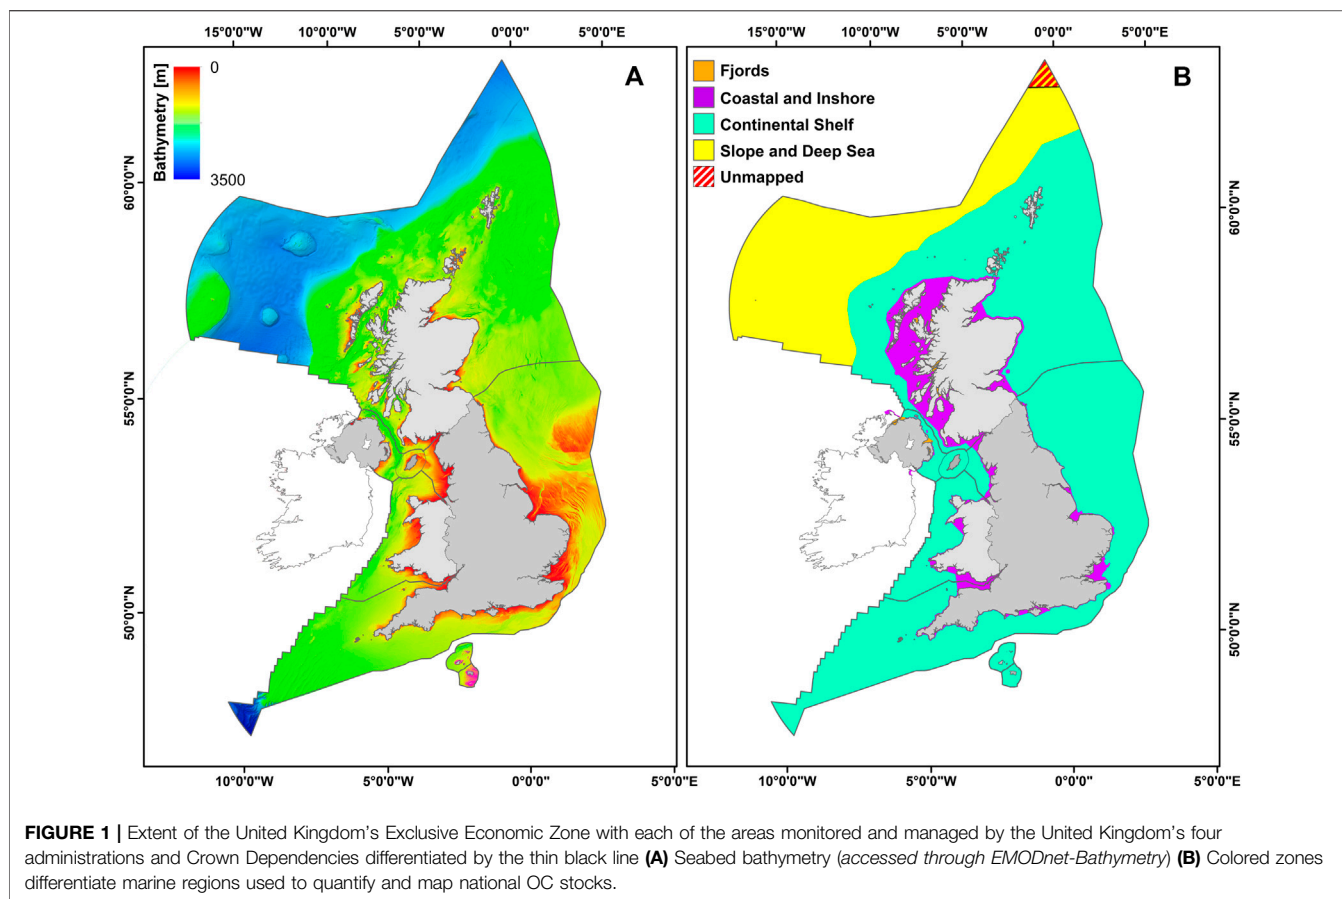 15°0'0"W 10°0'0"W 5°0'0"W 0°0'0" 5°0'0"E
15°0'0"W 10°0'0"W 5°0'0"W 0°0'0" 5°0'0"E
Bathymetry [m]
0
3500
A
B
Fjords
Coastal and Inshore
Continental Shelf
Slope and Deep Sea
Unmapped
60°0'0"N
55°0'0"N
50°0'0"N
60°0'0"N
55°0'0"N
50°0'0"N
10°0'0"W 5°0'0"W 0°0'0" 5°0'0"E
10°0'0"W 5°0'0"W 0°0'0" 5°0'0"E
FIGURE 1 | Extent of the United Kingdom's Exclusive Economic Zone with each of the areas monitored and managed by the United Kingdom's four
administrations and Crown Dependencies differentiated by the thin black line (A) Seabed bathymetry (accessed through EMODnet-Bathymetry) (B) Colored zones
differentiate marine regions used to quantify and map national OC stocks.